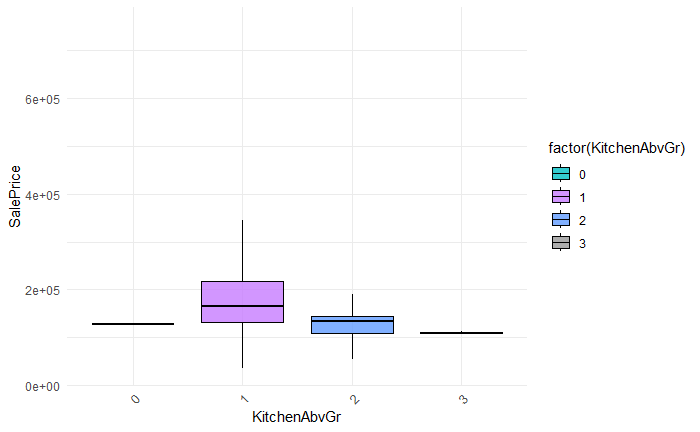 SalePrice
6e+05
4e+05
2e+05
0e+00
0
1
2
3
KitchenAbvGr
factor(KitchenAbvGr)
0
1
2
3